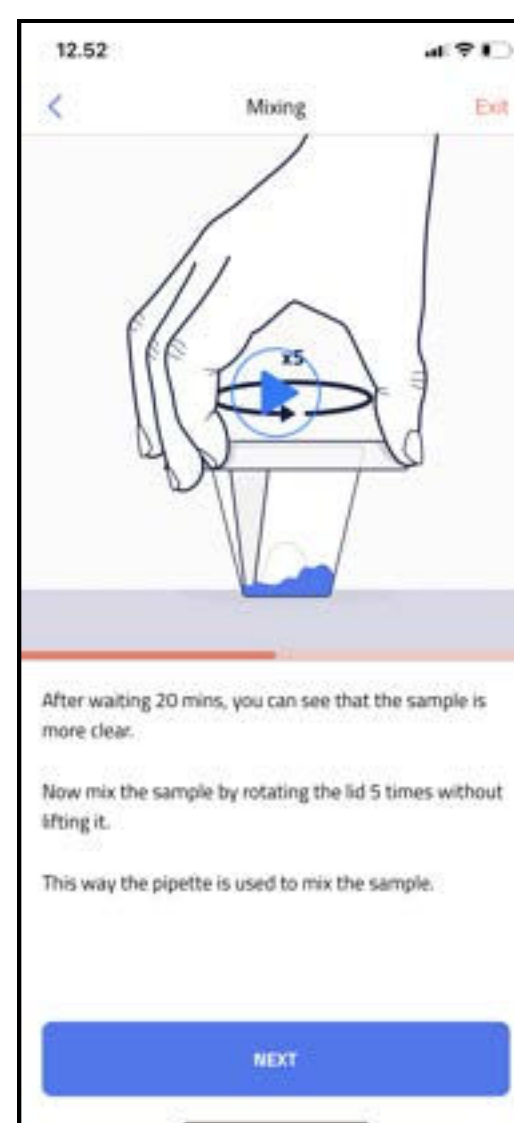 12.52
Mixing
Exit
x5
After waiting 20 mins, you can see that the sample is
more clear.
Now mix the sample by rotating the lid 5 times without
lifting it.
This way the pipette is used to mix the sample.
NEXT